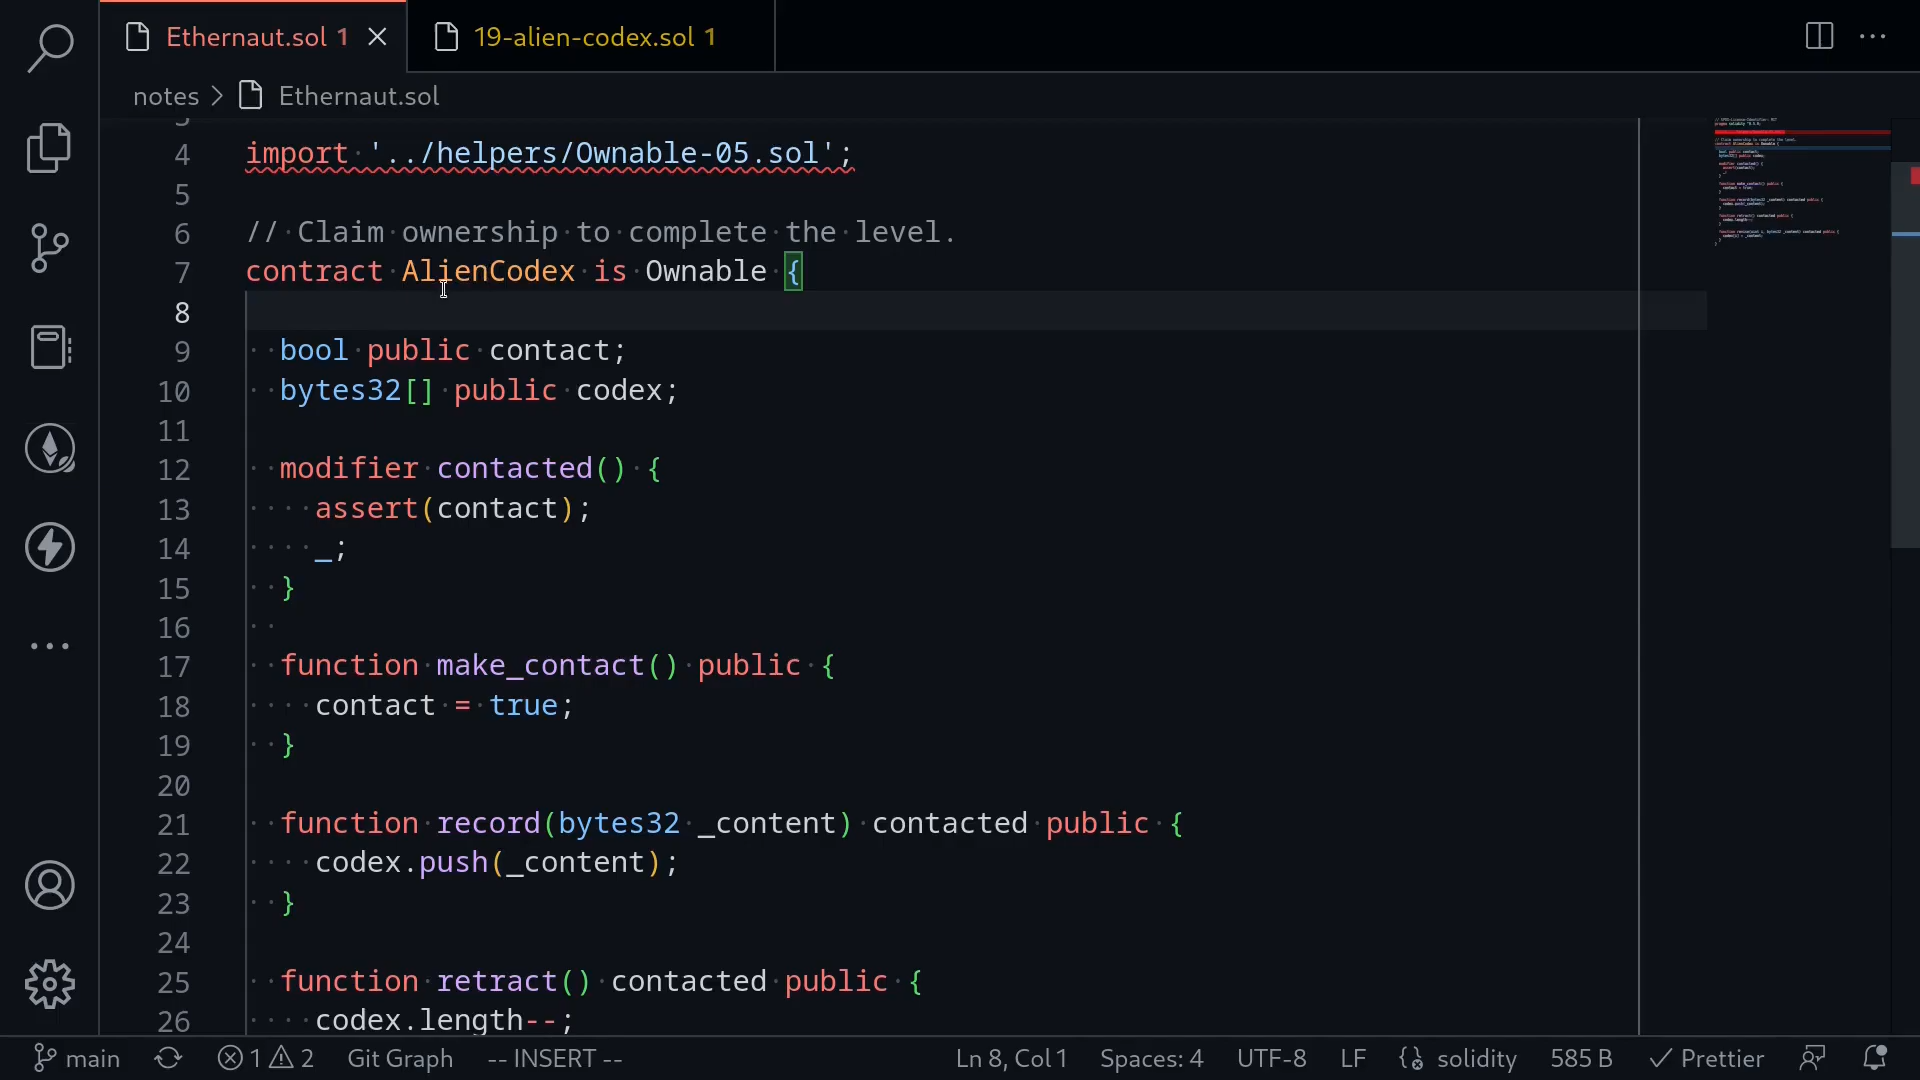 Ethernaut.sol 1
19-alien-codex.sol 1
notes > Ethernaut.sol
4 import '../helpers/Ownable-05.sol';
5
6 // Claim ownership to complete the level.
7 contract AlienCodex is Ownable {
8
9 bool public contact;
10 bytes32[] public codex;
11
12 modifier contacted() {
13 assert(contact);
14 _;
15 }
16
17 function make_contact() public {
18 contact = true;
19 }
20
21 function record(bytes32 _content) contacted public {
22 codex.push(_content);
23 }
24
25 function retract() contacted public {
26 codex.length--;
main 1 2 Git Graph -- INSERT -- Ln 8, Col 1 Spaces: 4 UTF-8 LF solidity 585 B Prettier